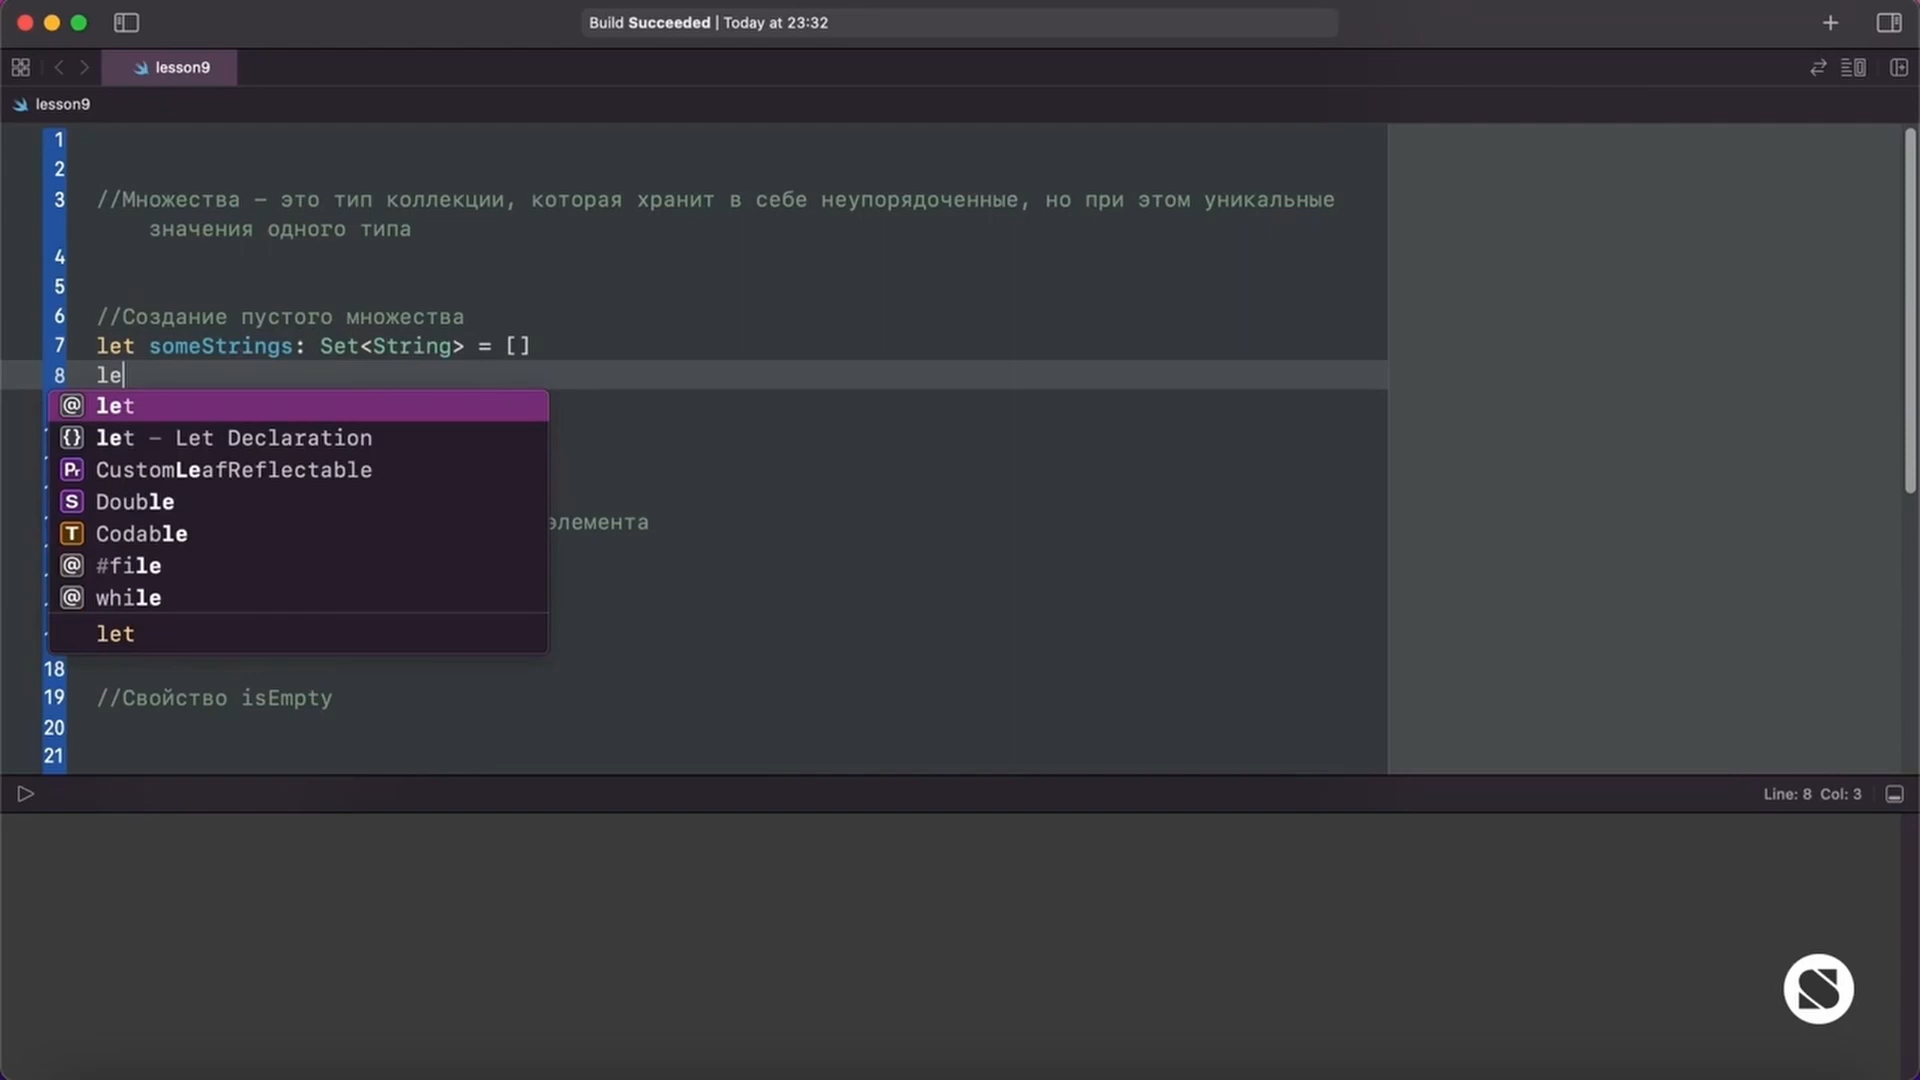 Build Succeeded | Today at 23:32
lesson9
lesson9
1
2
3 //Множества – это тип коллекции, которая хранит в себе неупорядоченные, но при этом уникальные
значения одного типа
4
5
6 //Создание пустого множества
7 let someStrings: Set<String> = []
8 le
let
let – Let Declaration
CustomLeafReflectable
Double
элемента
Codable
#file
while
let
18
19 //Свойство isEmpty
20
21
Line: 8 Col: 3